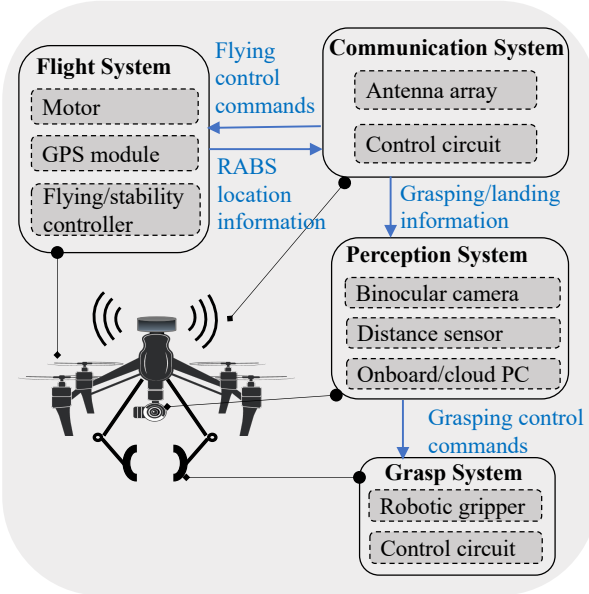 Flight System
Motor
GPS module
Flying/stability
controller
Flying
control
commands
RABS
location
information
Communication System
Antenna array
Control circuit
Grasping/landing
information
Perception System
Binocular camera
Distance sensor
Onboard/cloud PC
Grasping control
commands
Grasp System
Robotic gripper
Control circuit